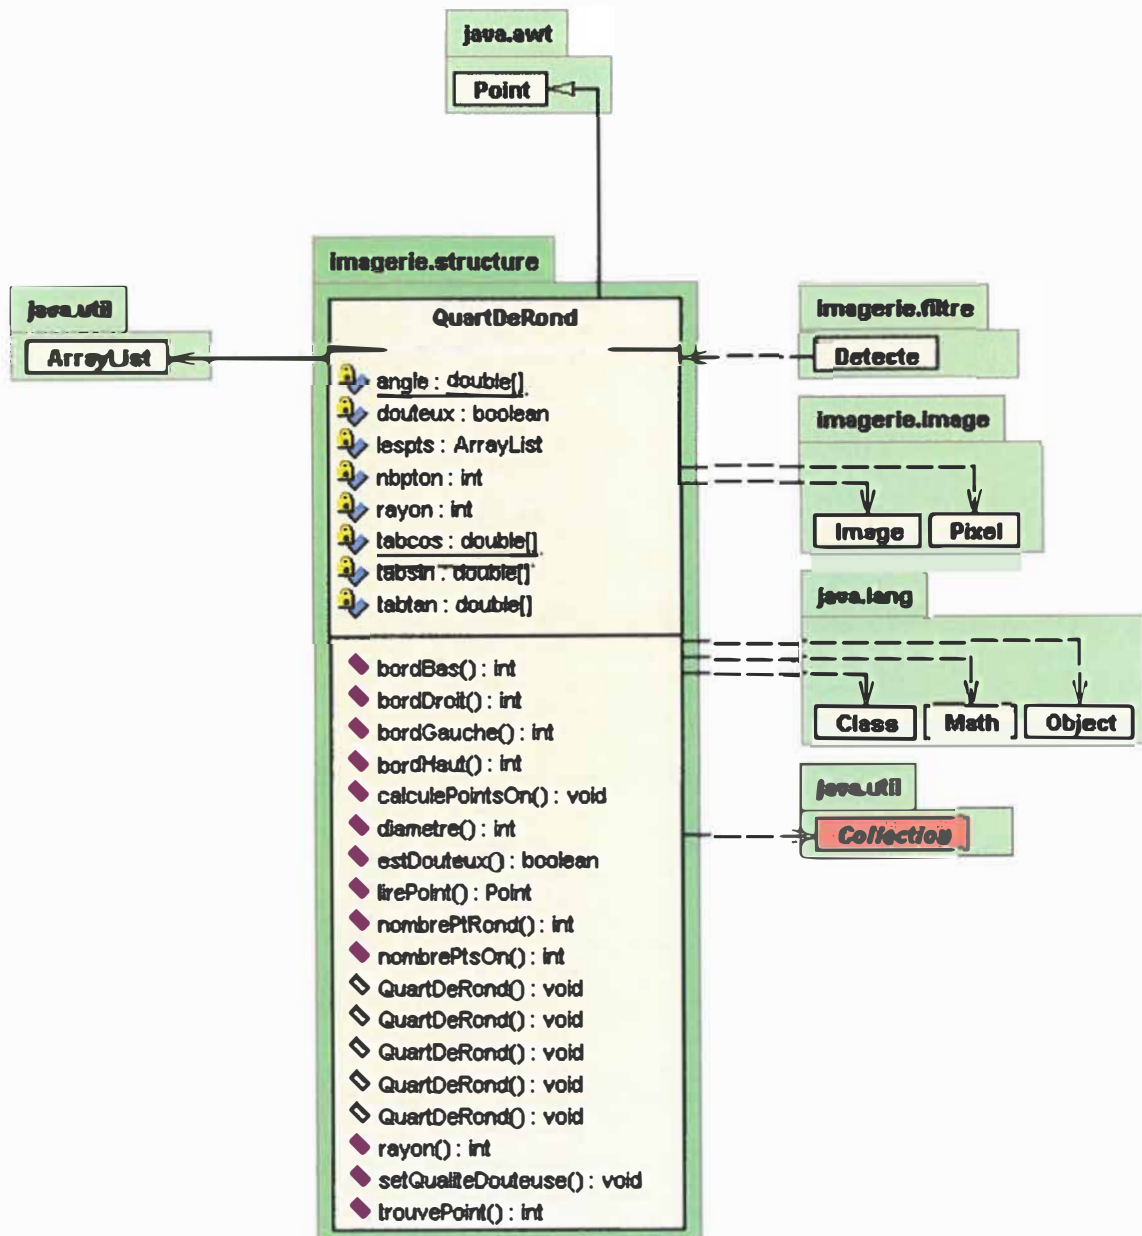 java.awt
Point
imagerie.structure
QuartDeRond
java.util
ArrayList
imagerie.filtre
Detecte
angle : double[]
douteux : boolean
lespts : ArrayList
nbpton : int
rayon : int
tabcos : double[]
tabsin : double[]
tabtan : double[]
imagerie.image
Image Pixel
java.lang
Class Math Object
java.util
Collection
bordBas() : int
bordDroit() : int
bordGauche() : int
bordHaut() : int
calculePointsOn() : void
diametre() : int
estDouteux() : boolean
lirePoint() : Point
nombrePtRond() : int
nombrePtsOn() : int
QuartDeRond() : void
QuartDeRond() : void
QuartDeRond() : void
QuartDeRond() : void
QuartDeRond() : void
rayon() : int
setQualiteDouteuse() : void
trouvePoint() : int